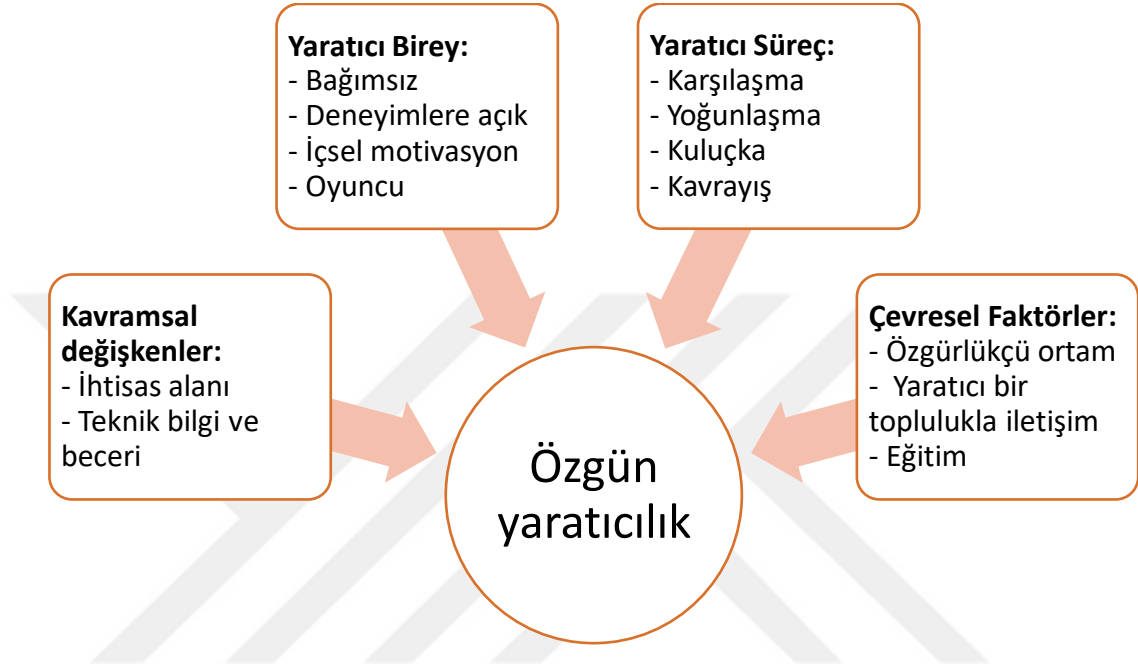 Yaratıcı Birey:
- Bağımsız
- Deneyimlere açık
- İçsel motivasyon
- Oyuncu
Yaratıcı Süreç:
- Karşılaşma
- Yoğunlaşma
- Kuluçka
- Kavrayış
Kavramsal
değişkenler:
- İhtisas alanı
- Teknik bilgi ve
beceri
Çevresel Faktörler:
- Özgürlükçü ortam
- Yaratıcı bir
toplulukla iletişim
- Eğitim
Özgün
yaratıcılık